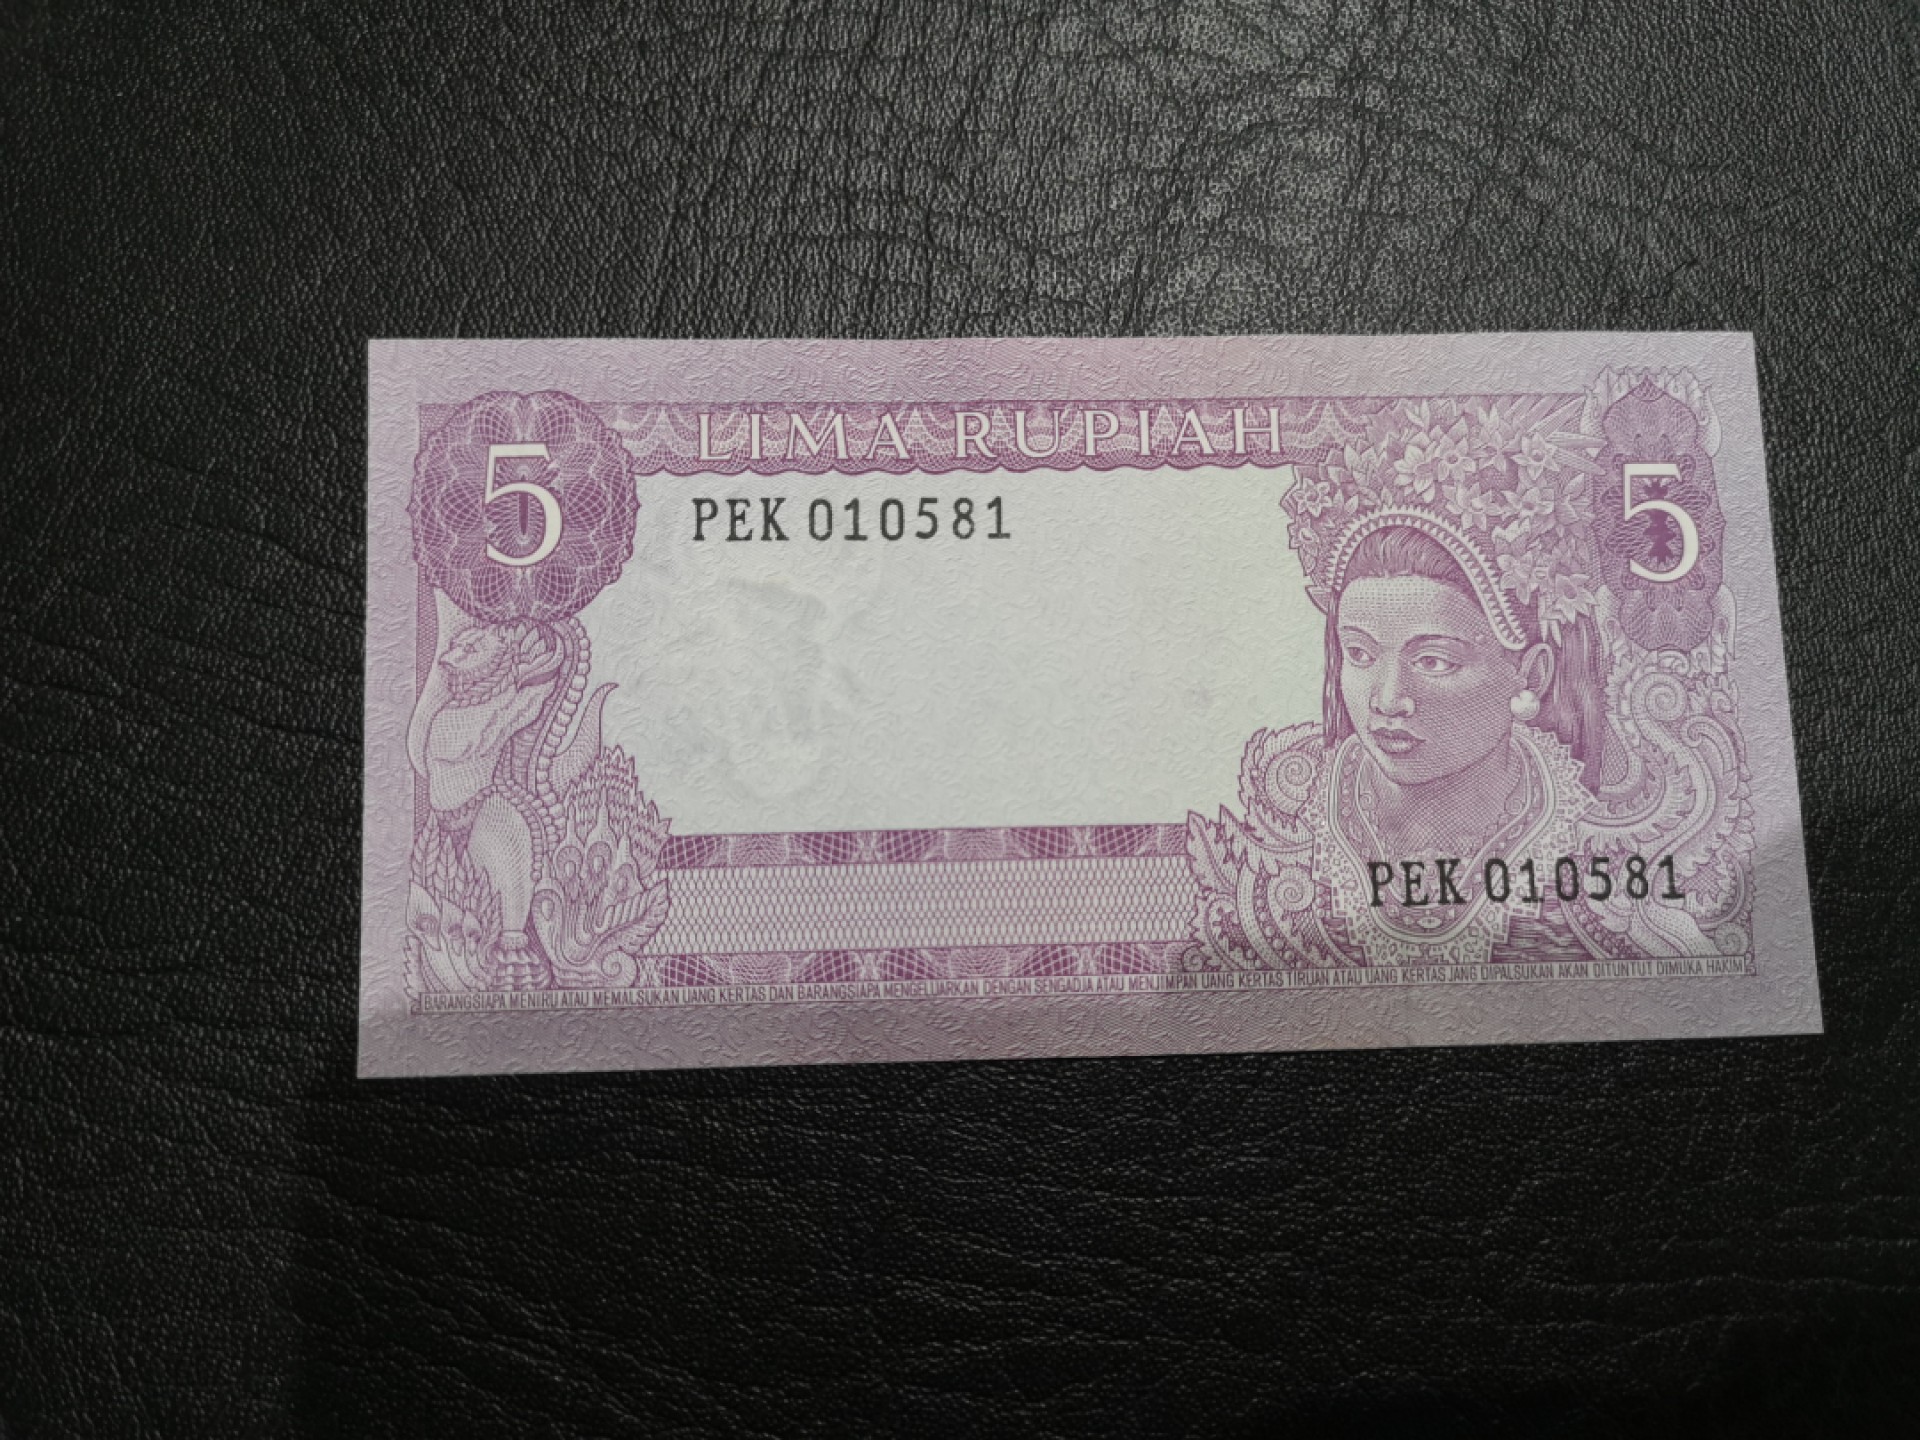 5
LIMA RUPIAH
5
PEK 010581
PEK 010581
BARANGSIAPA MENIRU ATAU MEMALSUKAN UANG KERTAS DAN BARANGSIAPA MENGELUARKAN DENGAN SENGADJA ATAU MENJIMPAN UANG KERTAS TIRUAN ATAU UANG KERTAS JANG DIPALSUKAN AKAN DITUNTUT DIMUKA HAKIM